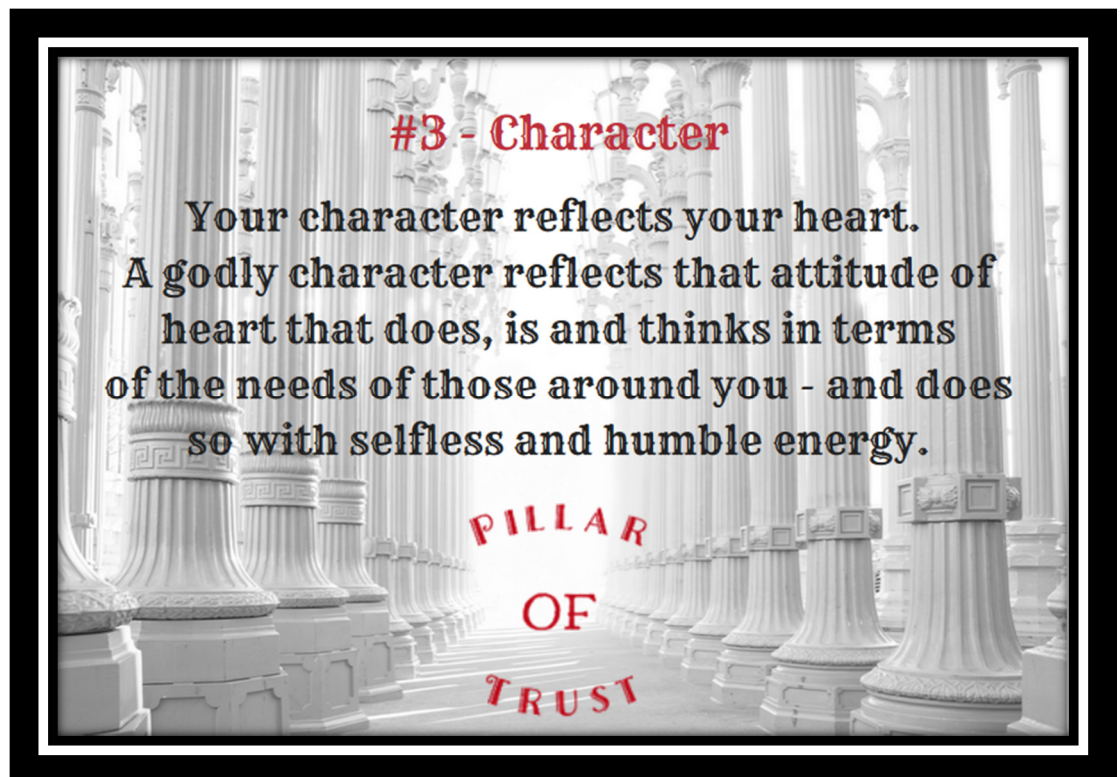 #3 - Character
Your character reflects your heart.
A godly character reflects that attitude of
heart that does, is and thinks in terms
of the needs of those around you - and does
so with selfless and humble energy.
PILLAR
OF
TRUST